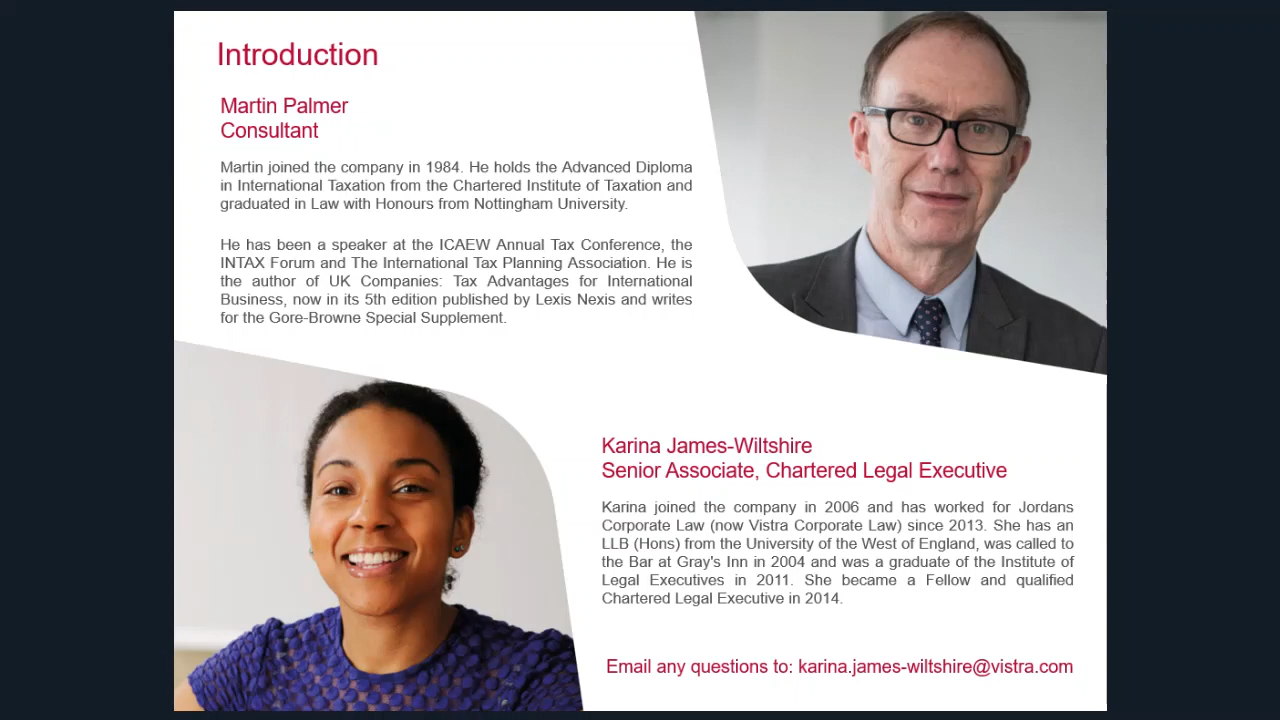 Introduction
Martin Palmer
Consultant
Martin joined the company in 1984. He holds the Advanced Diploma
in International Taxation from the Chartered Institute of Taxation and
graduated in Law with Honours from Nottingham University.
He has been a speaker at the ICAEW Annual Tax Conference, the
INTAX Forum and The International Tax Planning Association. He is
the author of UK Companies: Tax Advantages for International
Business, now in its 5th edition published by Lexis Nexis and writes
for the Gore-Browne Special Supplement.
Karina James-Wiltshire
Senior Associate, Chartered Legal Executive
Karina joined the company in 2006 and has worked for Jordans
Corporate Law (now Vistra Corporate Law) since 2013. She has an
LLB (Hons) from the University of the West of England, was called to
the Bar at Gray's Inn in 2004 and was a graduate of the Institute of
Legal Executives in 2011. She became a Fellow and qualified
Chartered Legal Executive in 2014.
Email any questions to: karina.james-wiltshire@vistra.com